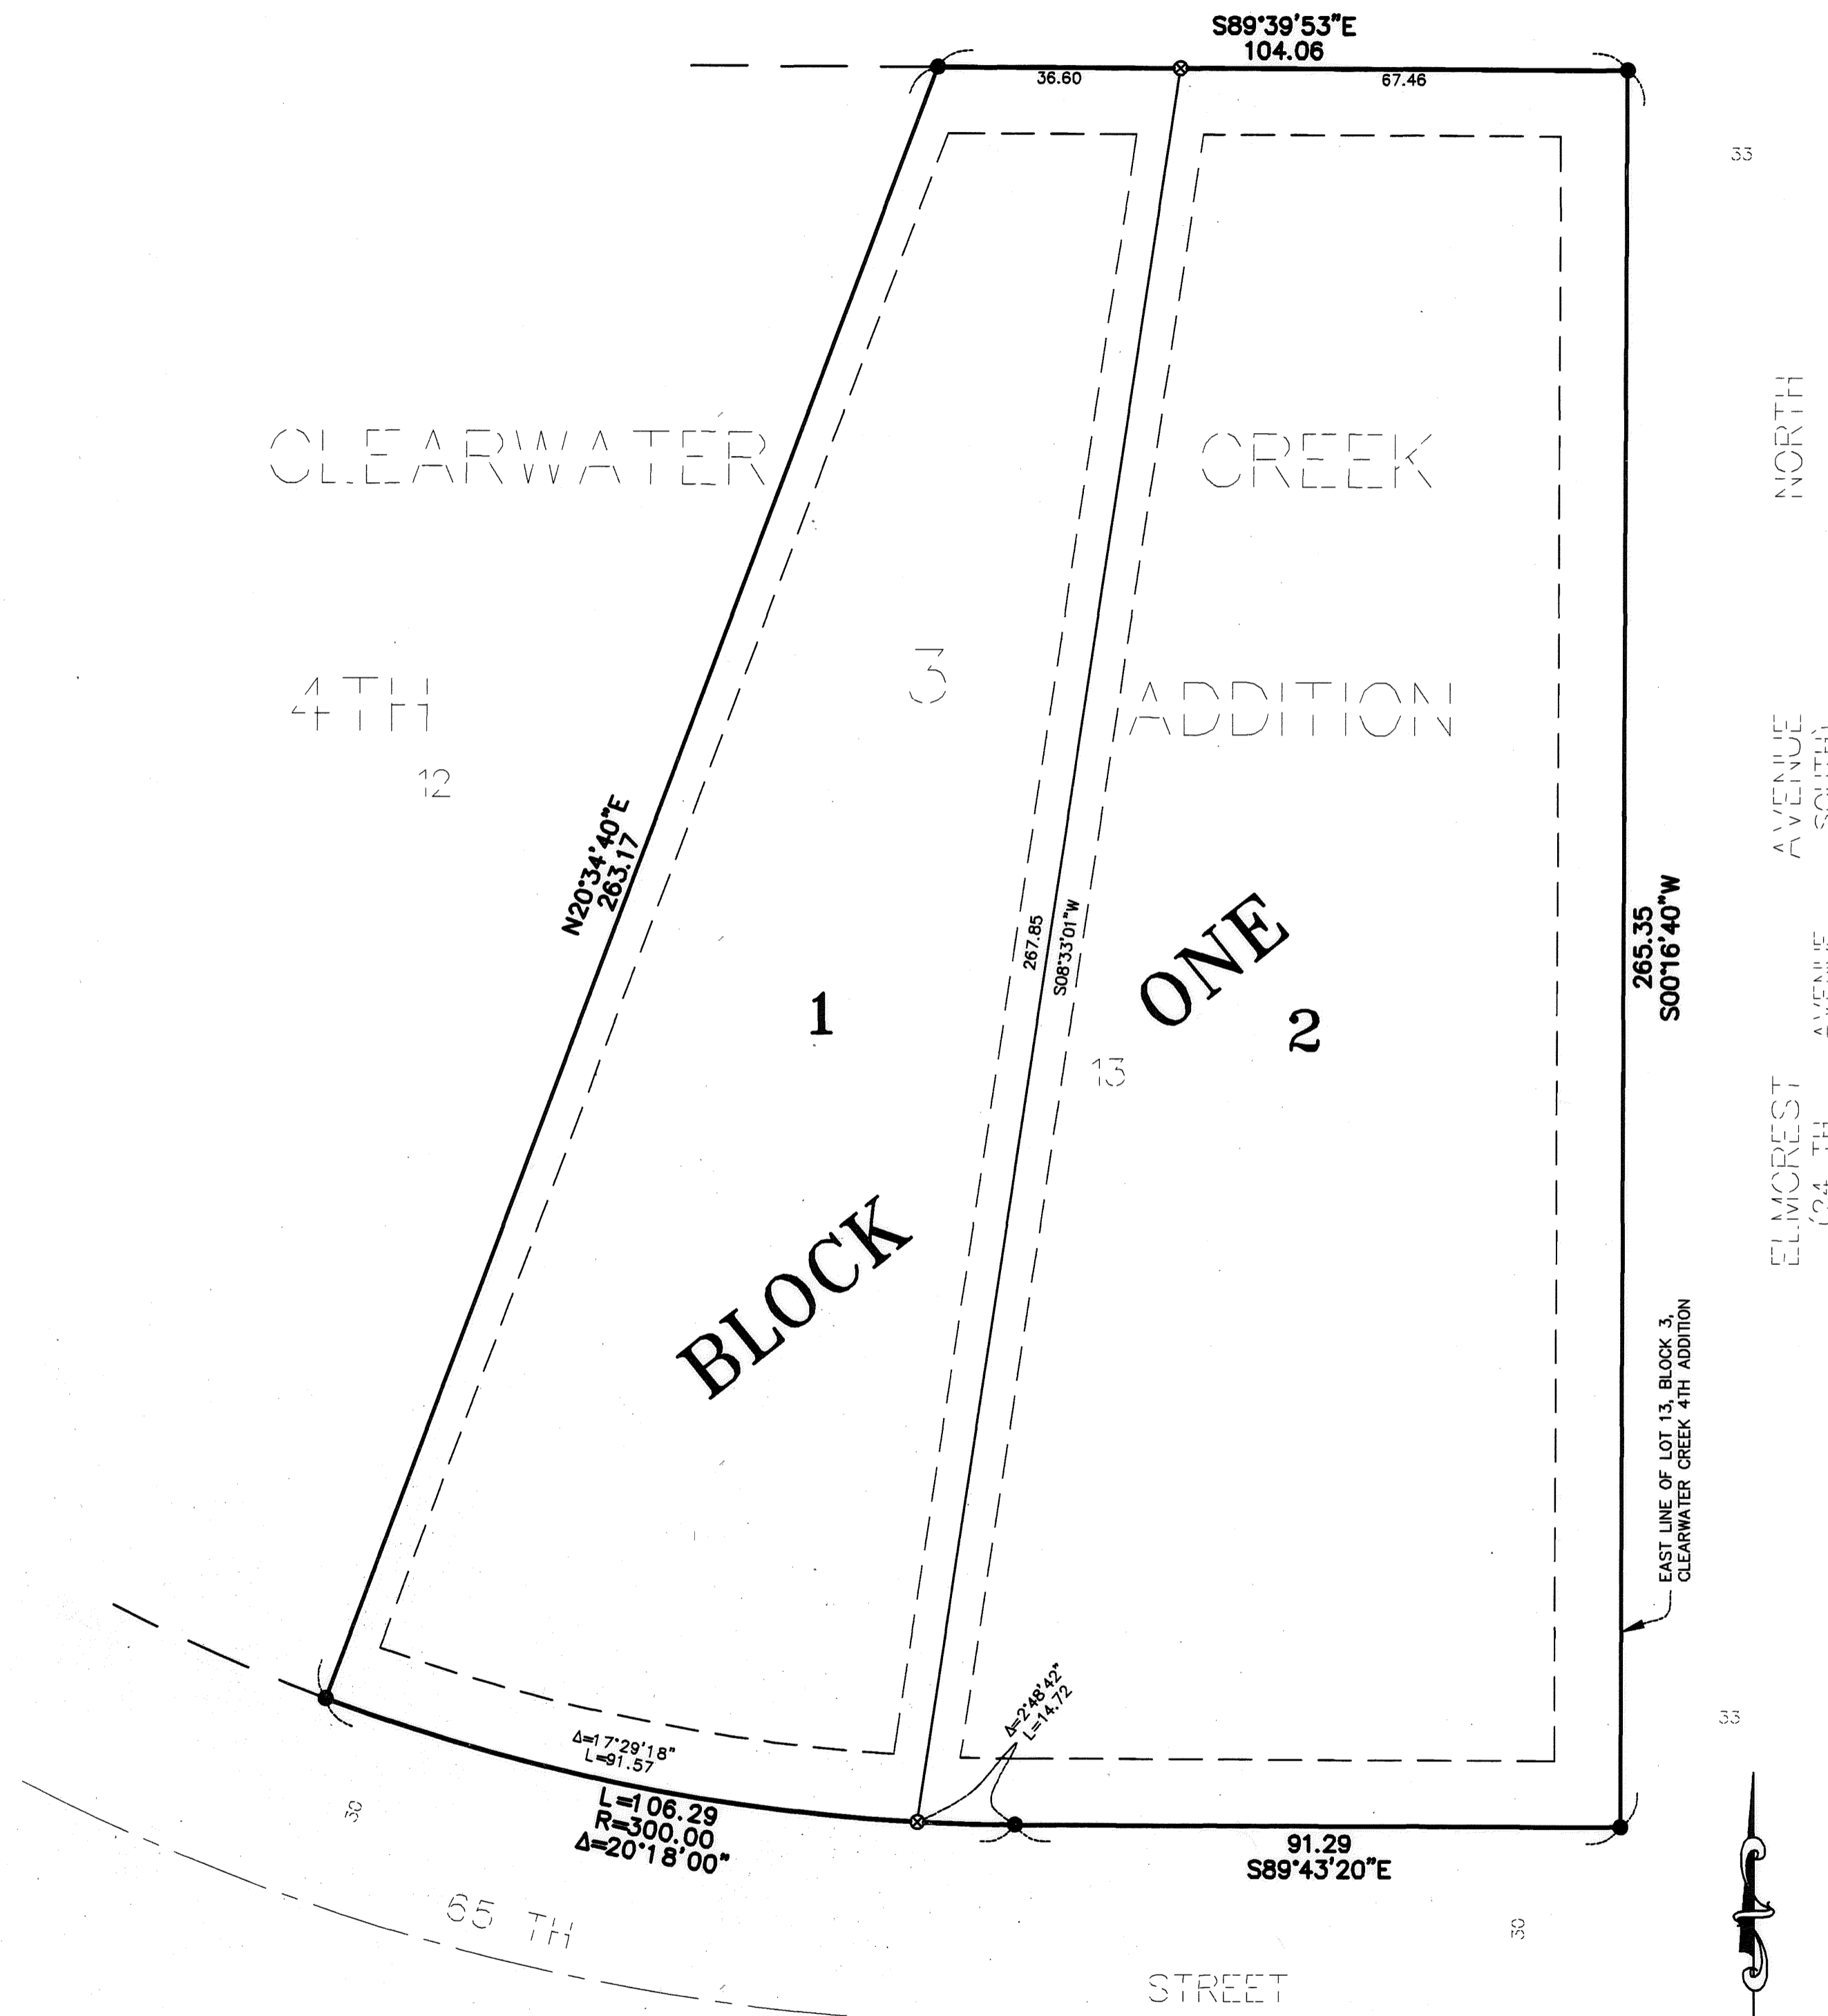 S89°39'53"E
104.06
36.60
67.46
33
CLEARWATER CREEK
4TH 3 ADDITION
12
N20°34'40"E
263.17
267.85
S08°33'01"W
ONE
1
2
13
BLOCK
265.35
S00°16'40"W
ELMCREST AVENUE NORTH
(24 TH AVENUE SOUTH)
EAST LINE OF LOT 13, BLOCK 3,
CLEARWATER CREEK 4TH ADDITION
Δ=2°48'42"
L=14.72
33
Δ=17°29'18"
L=91.57
L=106.29
R=300.00
Δ=20°18'00"
30
91.29
S89°43'20"E
30
65 TH STREET